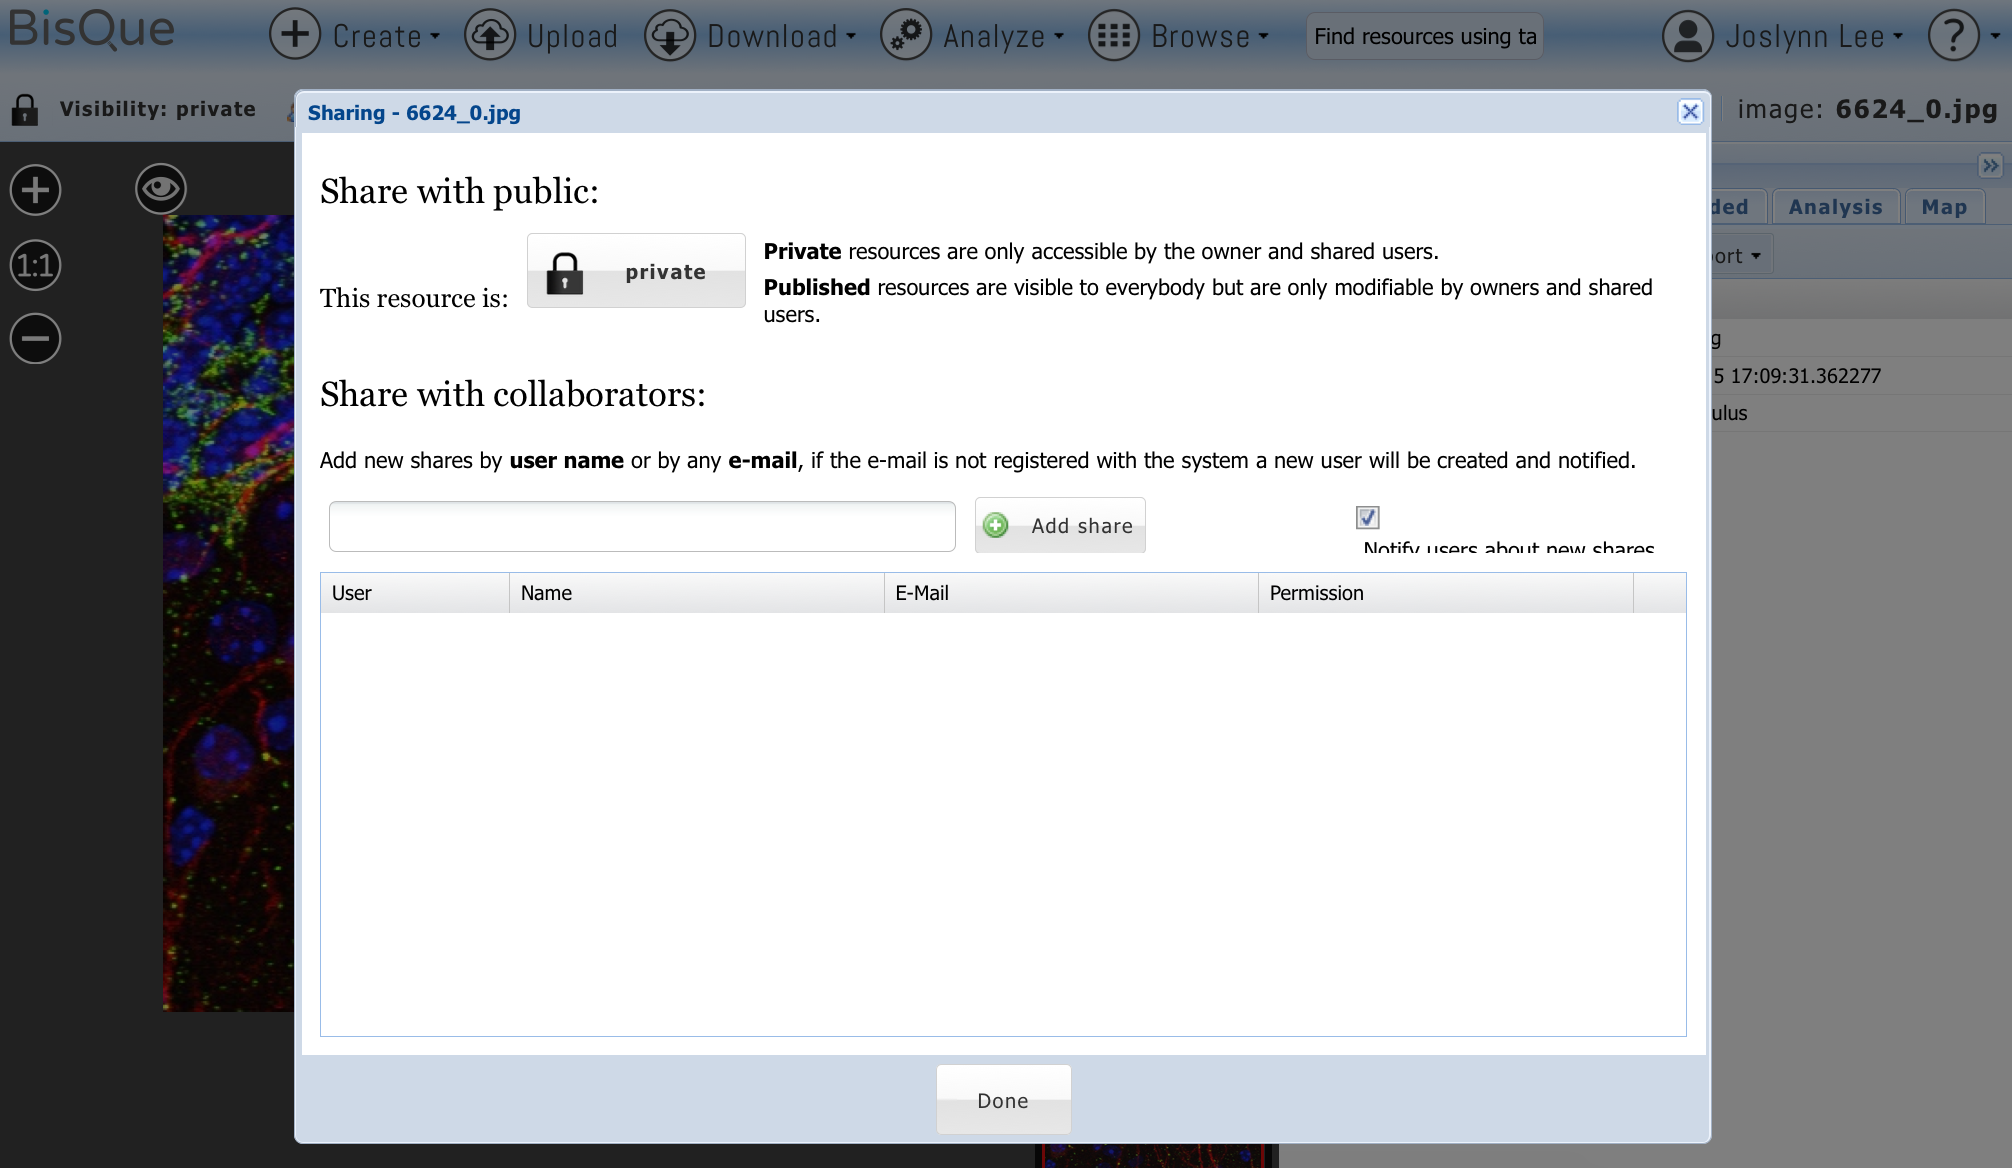 BisQue
Create
Upload
Download
Analyze
Browse
Find resources using ta
Joslynn Lee
?
Visibility: private
image: 6624_0.jpg
Sharing - 6624_0.jpg
Share with public:
This resource is:
private
Private resources are only accessible by the owner and shared users.
Published resources are visible to everybody but are only modifiable by owners and shared
users.
Share with collaborators:
Add new shares by user name or by any e-mail, if the e-mail is not registered with the system a new user will be created and notified.
Add share
Notify users about new shares
User Name E-Mail Permission
Done
1:1
ded
Analysis
Map
ort
g
5 17:09:31.362277
ulus